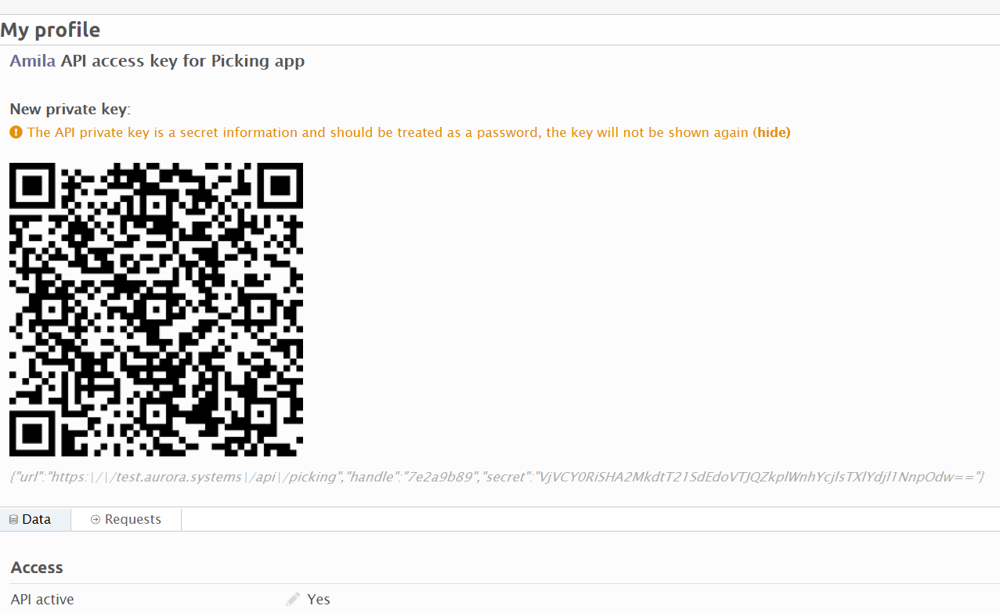 My profile
Amila API access key for Picking app
New private key:
The API private key is a secret information and should be treated as a password, the key will not be shown again (hide)
{"url":"https:\/\/test.aurora.systems\/api\/picking","handle":"7e2a9b89","secret":"VjVCY0RiSHA2MkdtT21SdEdoVTJQZkplWnhYcjlsTXlYdjl1NnpOdw=="}
Data
Requests
Access
API active Yes